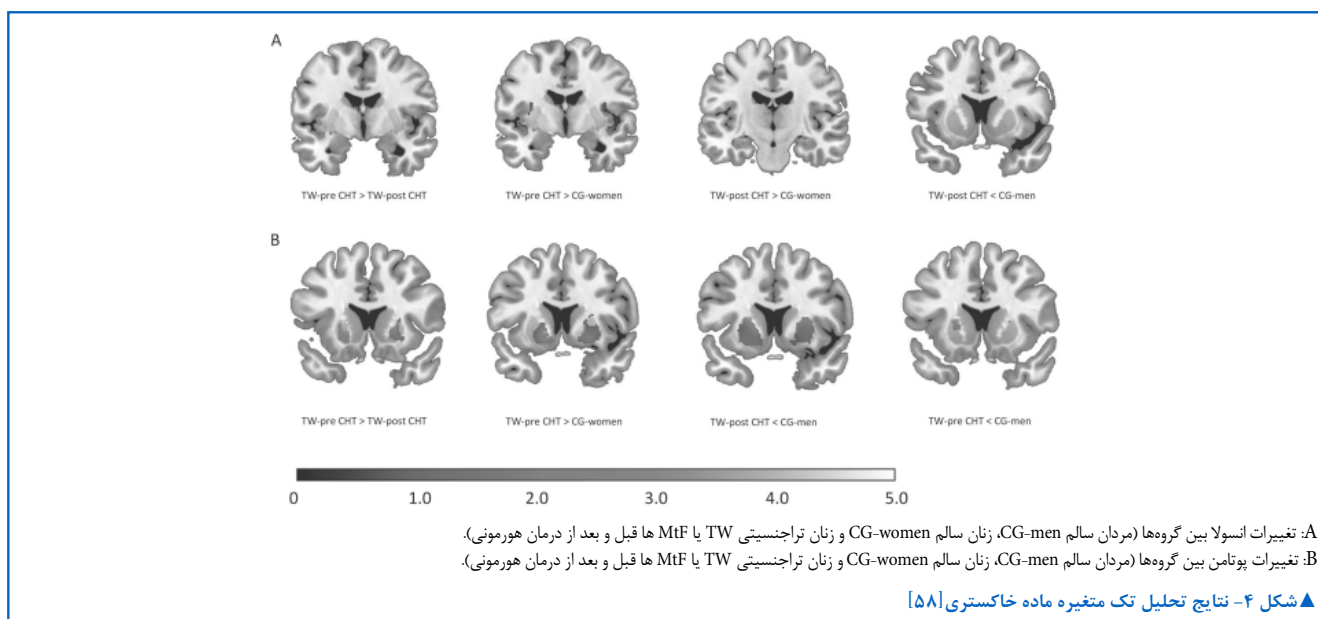 A
TW-pre CHT > TW-post CHT
TW-pre CHT > CG-women
TW-post CHT > CG-women
TW-post CHT < CG-men
B
TW-pre CHT > TW-post CHT
TW-pre CHT > CG-women
TW-post CHT < CG-men
TW-pre CHT < CG-men
0 1.0 2.0 3.0 4.0 5.0
A: تغییرات انسولا بین گروه‌ها (مردان سالم CG-men، زنان سالم CG-women و زنان تراجنسیتی TW یا MtF ها قبل و بعد از درمان هورمونی).
B: تغییرات پوتامن بین گروه‌ها (مردان سالم CG-men، زنان سالم CG-women و زنان تراجنسیتی TW یا MtF ها قبل و بعد از درمان هورمونی).
▲شکل ۴- نتایج تحلیل تک متغیره ماده خاکستری[۵۸]